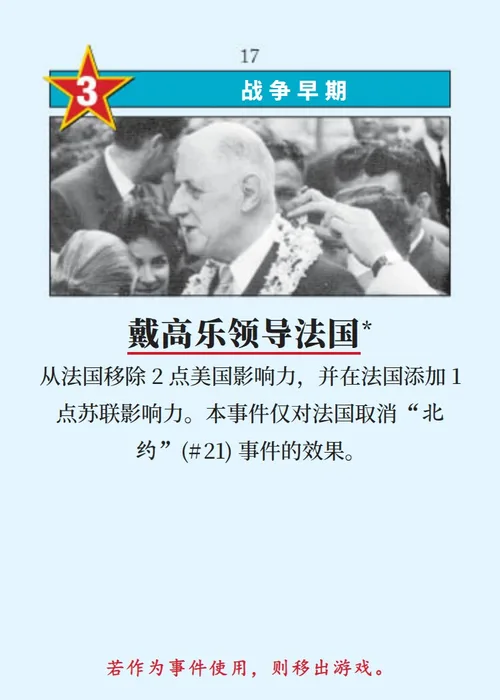 17
3
战争早期
戴高乐领导法国*
从法国移除 2 点美国影响力，并在法国添加 1
点苏联影响力。本事件仅对法国取消“北
约”(#21) 事件的效果。
若作为事件使用，则移出游戏。